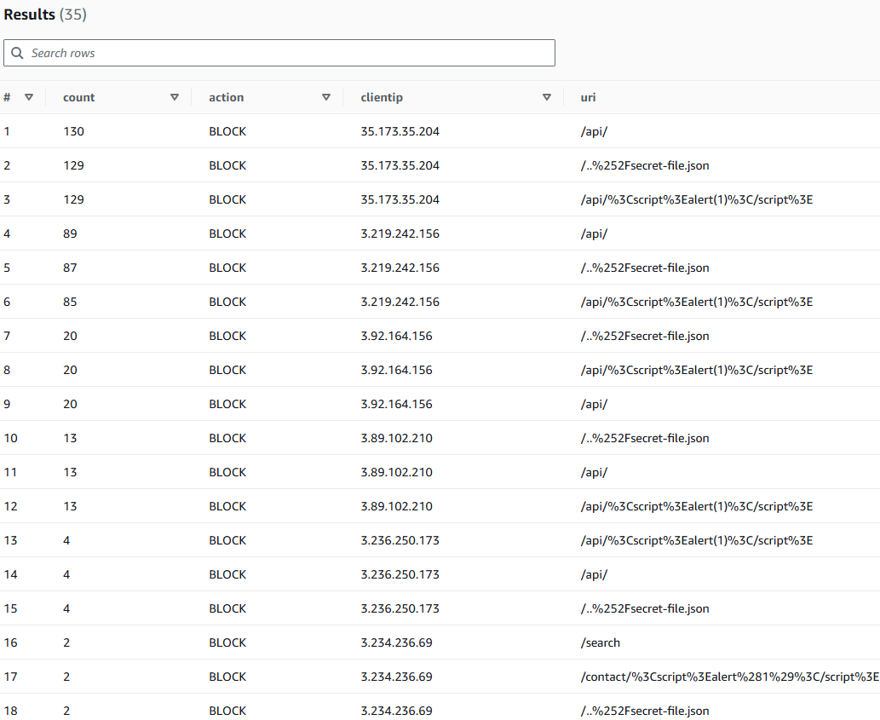 Results (35)
Search rows
# count action clientip uri
1 130 BLOCK 35.173.35.204 /api/
2 129 BLOCK 35.173.35.204 /..%252Fsecret-file.json
3 129 BLOCK 35.173.35.204 /api/%3Cscript%3Ealert(1)%3C/script%3E
4 89 BLOCK 3.219.242.156 /api/
5 87 BLOCK 3.219.242.156 /..%252Fsecret-file.json
6 85 BLOCK 3.219.242.156 /api/%3Cscript%3Ealert(1)%3C/script%3E
7 20 BLOCK 3.92.164.156 /..%252Fsecret-file.json
8 20 BLOCK 3.92.164.156 /api/%3Cscript%3Ealert(1)%3C/script%3E
9 20 BLOCK 3.92.164.156 /api/
10 13 BLOCK 3.89.102.210 /..%252Fsecret-file.json
11 13 BLOCK 3.89.102.210 /api/
12 13 BLOCK 3.89.102.210 /api/%3Cscript%3Ealert(1)%3C/script%3E
13 4 BLOCK 3.236.250.173 /api/%3Cscript%3Ealert(1)%3C/script%3E
14 4 BLOCK 3.236.250.173 /api/
15 4 BLOCK 3.236.250.173 /..%252Fsecret-file.json
16 2 BLOCK 3.234.236.69 /search
17 2 BLOCK 3.234.236.69 /contact/%3Cscript%3Ealert%281%29%3C/script%3E
18 2 BLOCK 3.234.236.69 /..%252Fsecret-file.json